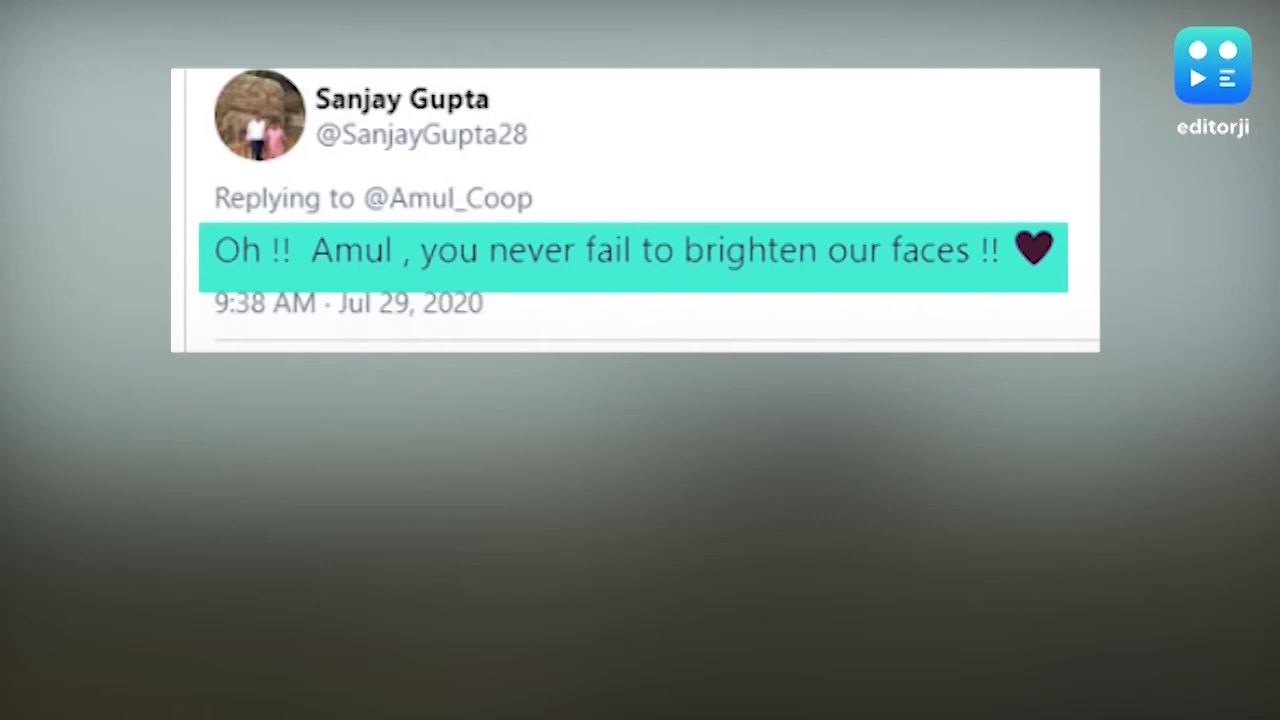 Sanjay Gupta
@SanjayGupta28
Replying to @Amul_Coop
Oh !!  Amul , you never fail to brighten our faces !! 🖤
9:38 AM · Jul 29, 2020
editorji